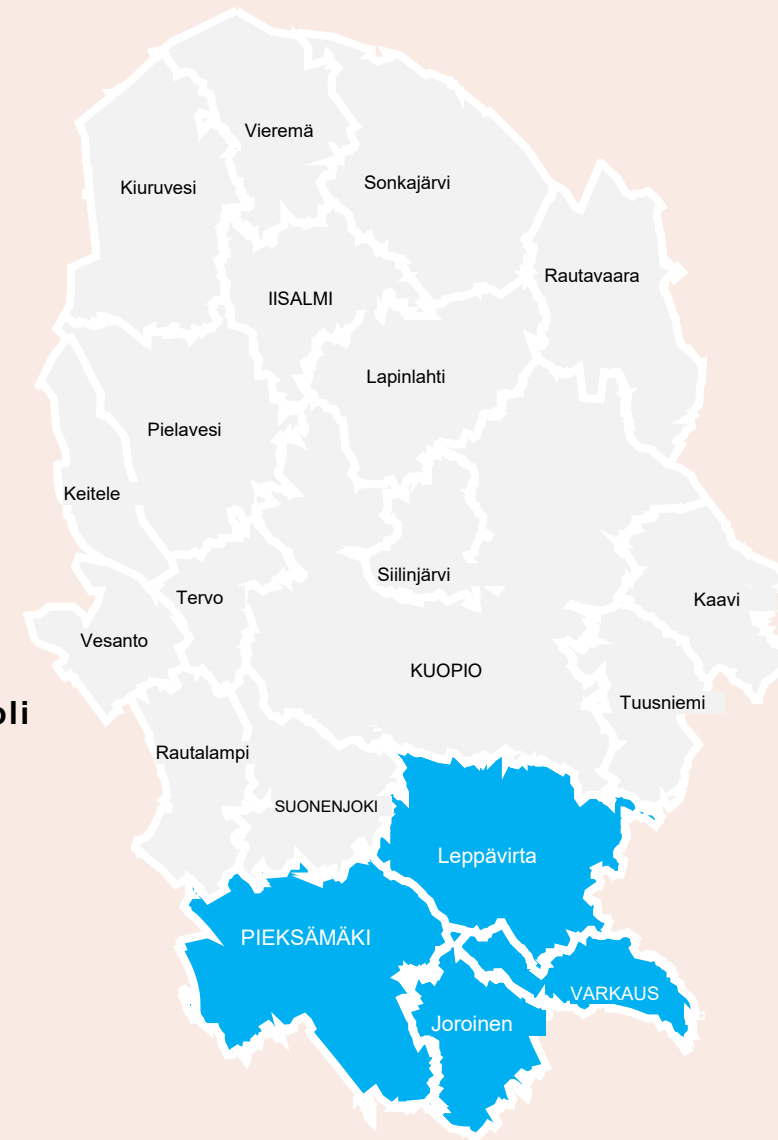 Vieremä
Kiuruvesi
Sonkajärvi
Rautavaara
IISALMI
Lapinlahti
Pielavesi
Keitele
Siilinjärvi
Tervo
Kaavi
Vesanto
KUOPIO
Tuusniemi
oli
Rautalampi
SUONENJOKI
Leppävirta
PIEKSÄMÄKI
VARKAUS
Joroinen